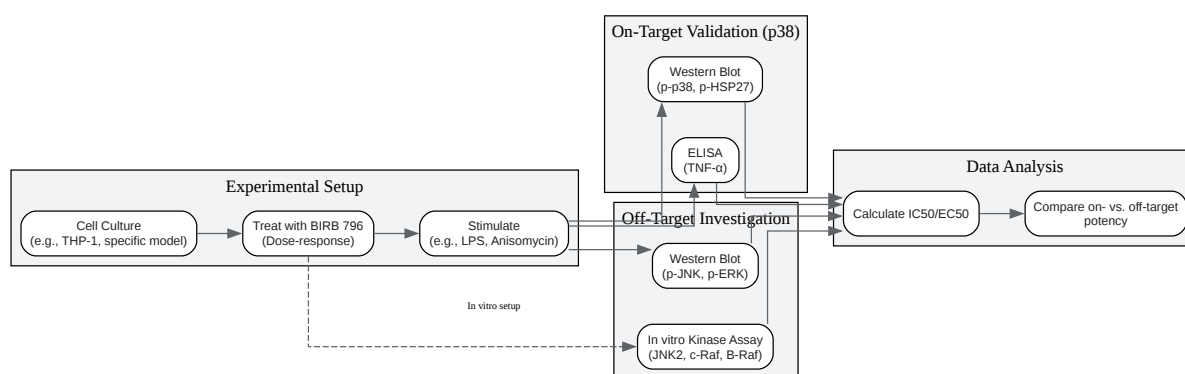 On-Target Validation (p38)
Western Blot
(p-p38, p-HSP27)
ELISA
(TNF-α)
Experimental Setup
Cell Culture
(e.g., THP-1, specific model)
Treat with BIRB 796
(Dose-response)
Stimulate
(e.g., LPS, Anisomycin)
Off-Target Investigation
Western Blot
(p-JNK, p-ERK)
In vitro setup
In vitro Kinase Assay
(JNK2, c-Raf, B-Raf)
Data Analysis
Calculate IC50/EC50
Compare on- vs. off-target
potency